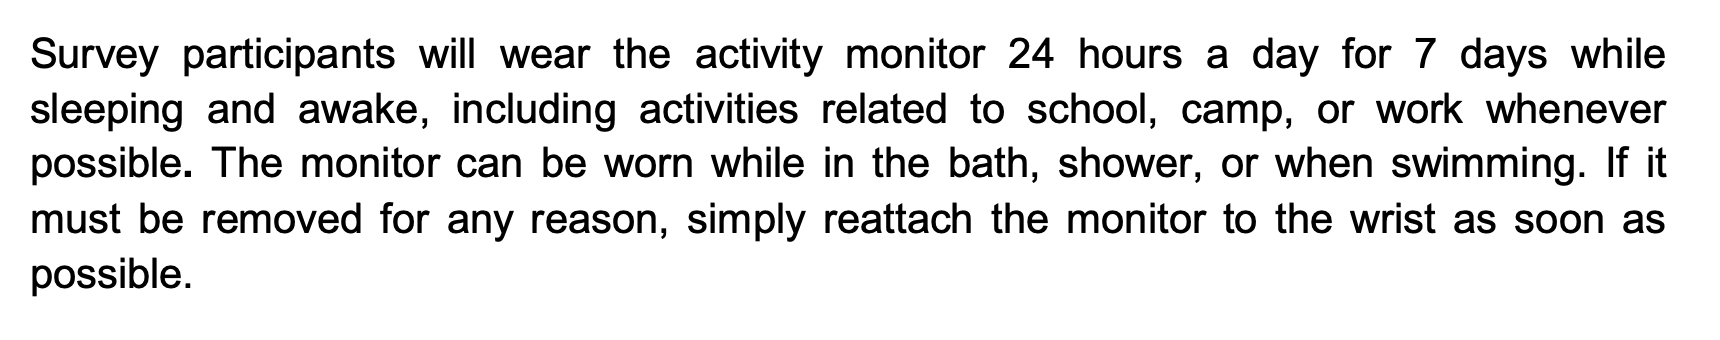 Survey participants will wear the activity monitor 24 hours a day for 7 days while
sleeping and awake, including activities related to school, camp, or work whenever
possible. The monitor can be worn while in the bath, shower, or when swimming. If it
must be removed for any reason, simply reattach the monitor to the wrist as soon as
possible.